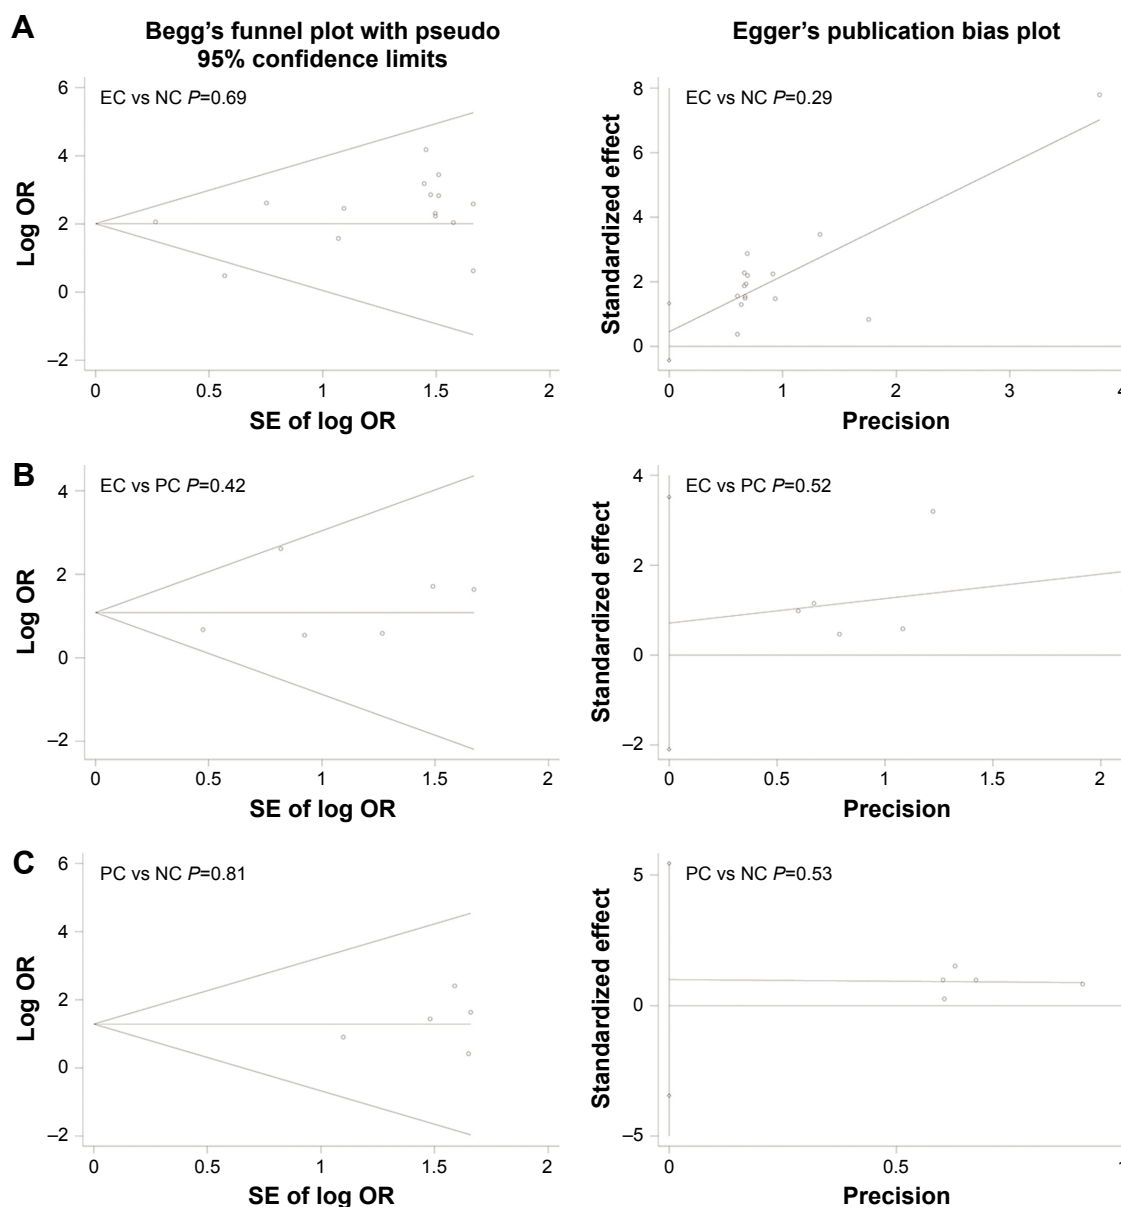 A
Begg’s funnel plot with pseudo
95% confidence limits
Egger’s publication bias plot
EC vs NC P=0.69
6
4
2
0
–2
Log OR
0 0.5 1 1.5 2
SE of log OR
EC vs NC P=0.29
8
6
4
2
0
Standardized effect
0 1 2 3 4
Precision
B
EC vs PC P=0.42
4
2
0
–2
Log OR
0 0.5 1 1.5 2
SE of log OR
EC vs PC P=0.52
4
2
0
–2
Standardized effect
0 0.5 1 1.5 2
Precision
C
PC vs NC P=0.81
6
4
2
0
–2
Log OR
0 0.5 1 1.5 2
SE of log OR
PC vs NC P=0.53
5
0
–5
Standardized effect
0 0.5 1
Precision